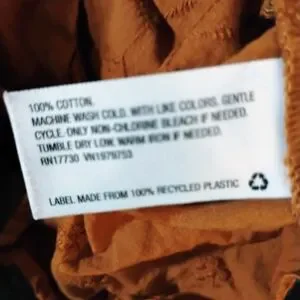 100% COTTON.
MACHINE WASH COLD, WITH LIKE COLORS, GENTLE
CYCLE. ONLY NON-CHLORINE BLEACH IF NEEDED.
TUMBLE DRY LOW, WARM IRON IF NEEDED.
RN17730 VN1979753
LABEL MADE FROM 100% RECYCLED PLASTIC